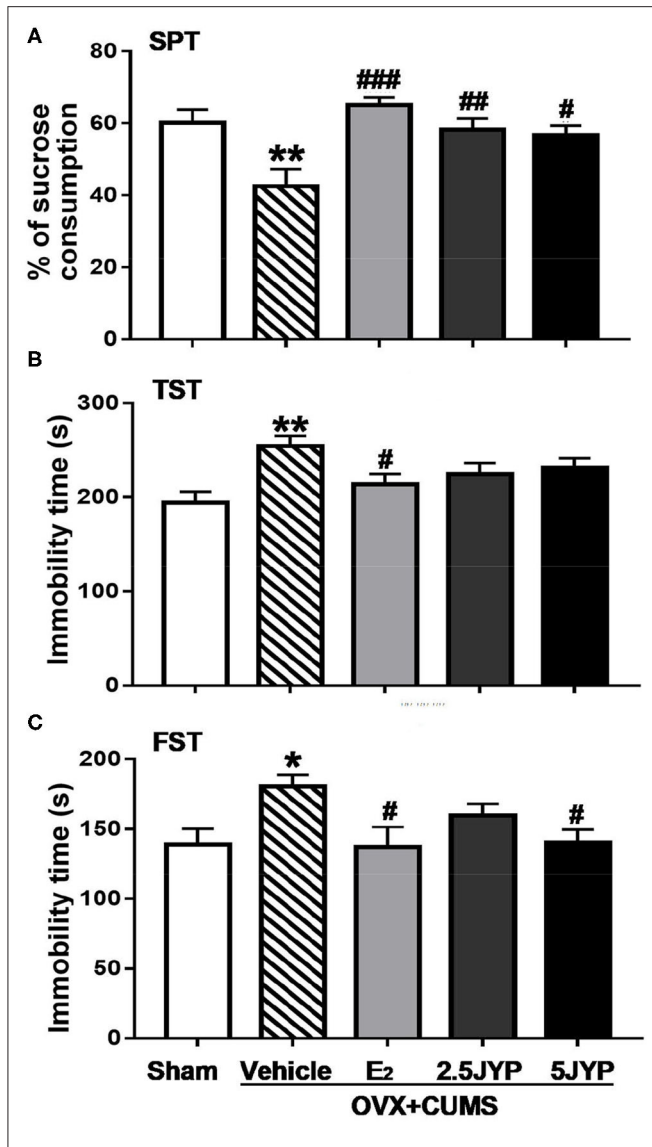 A
SPT
% of sucrose
consumption
80
60
40
20
0
**
###
##
#
B
TST
Immobility time (s)
300
200
100
0
**
#
C
FST
Immobility time (s)
200
150
100
50
0
*
#
#
Sham Vehicle E2 2.5JYP 5JYP
OVX+CUMS